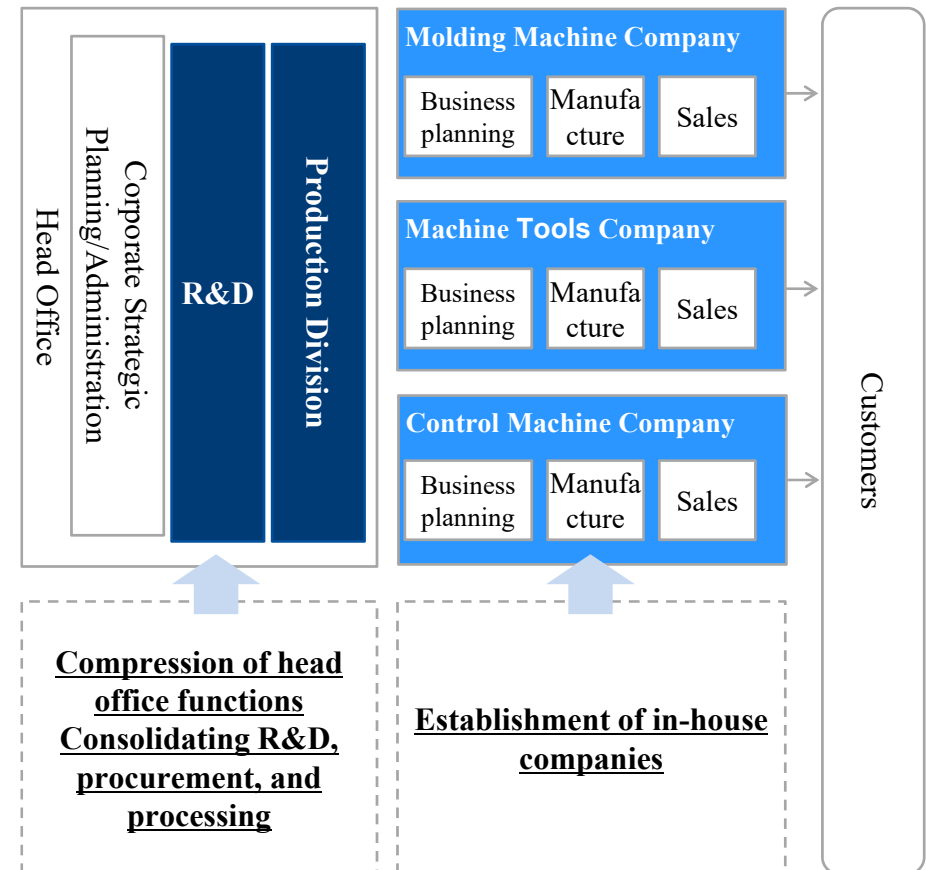 Head Office
Corporate Strategic
Planning/Administration
R&D
Production Division
Molding Machine Company
Business
planning
Manufa
cture
Sales
Machine Tools Company
Business
planning
Manufa
cture
Sales
Control Machine Company
Business
planning
Manufa
cture
Sales
Customers
Compression of head
office functions
Consolidating R&D,
procurement, and
processing
Establishment of in-house
companies